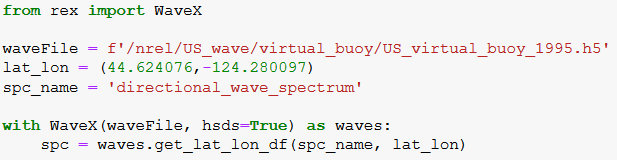 from rex import WaveX
waveFile = f'/nrel/US_wave/virtual_buoy/US_virtual_buoy_1995.h5'
lat_lon = (44.624076,-124.280097)
spc_name = 'directional_wave_spectrum'
with WaveX(waveFile, hsds=True) as waves:
    spc = waves.get_lat_lon_df(spc_name, lat_lon)